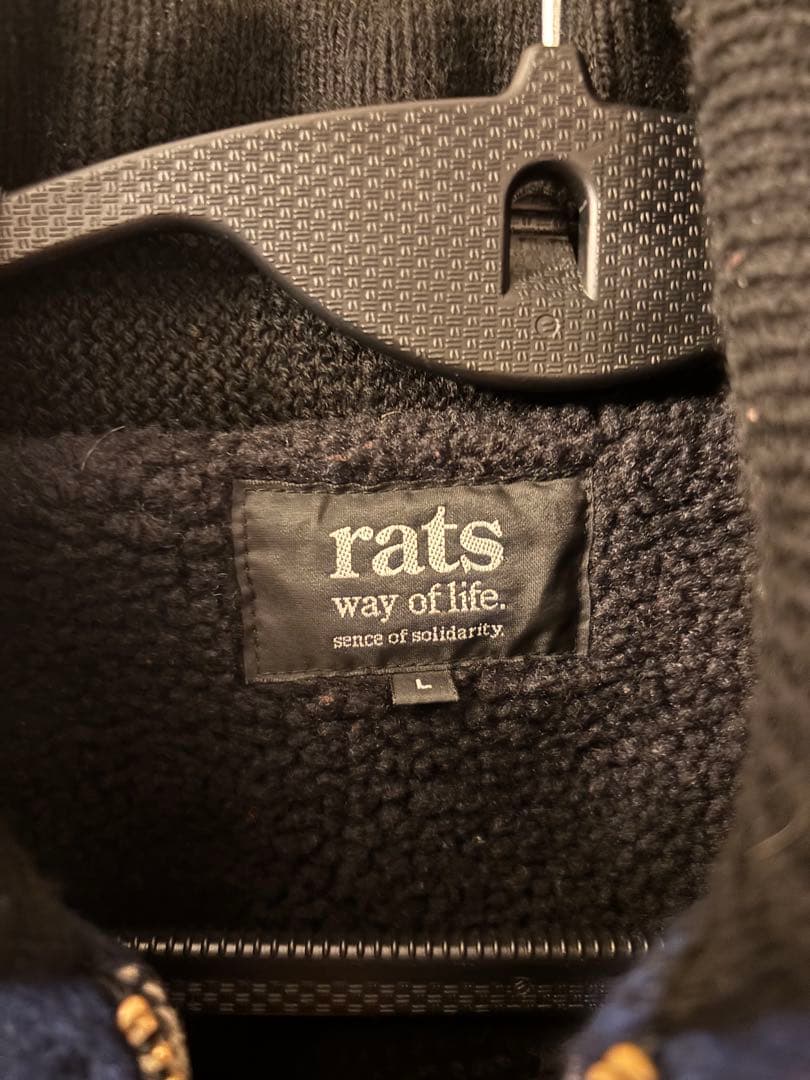 rats
way of life.
sence of solidarity.
L